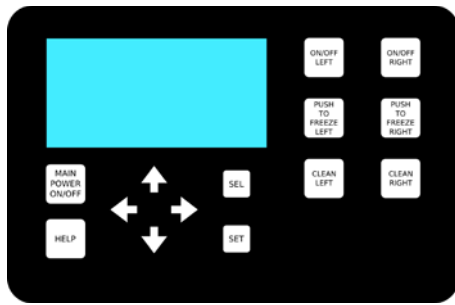 ON/OFF
LEFT
ON/OFF
RIGHT
PUSH
TO
FREEZE
LEFT
PUSH
TO
FREEZE
RIGHT
MAIN
POWER
ON/OFF
SEL
CLEAN
LEFT
CLEAN
RIGHT
HELP
SET